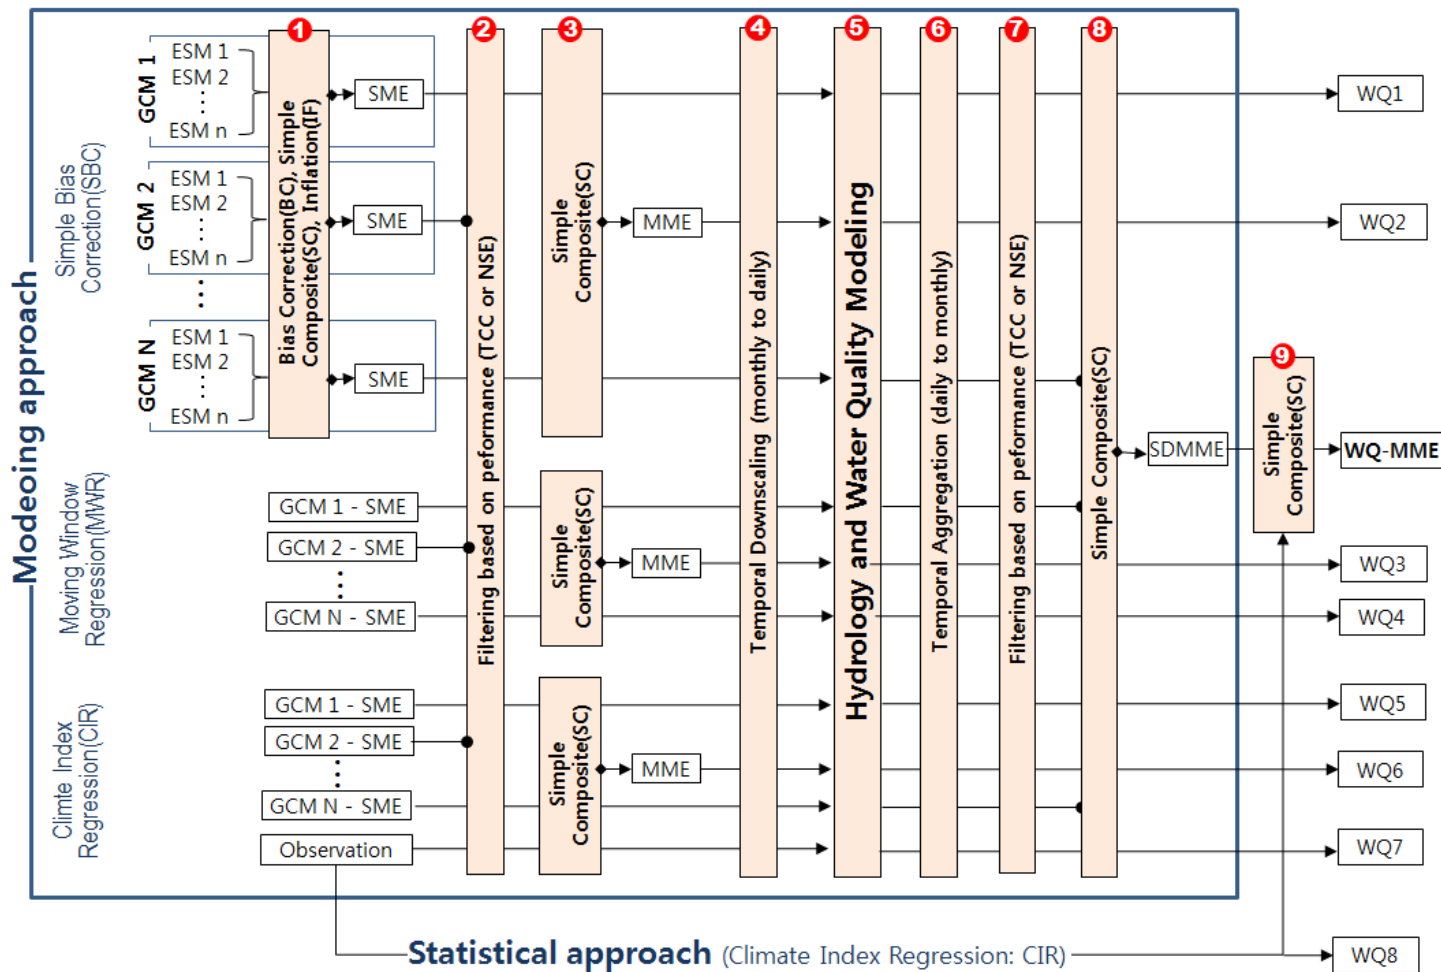 Modeoing approach
Simple Bias
Correction(SBC)
GCM 1
ESM 1
ESM 2
ESM n
SME
GCM 2
ESM 1
ESM 2
ESM n
SME
GCM N
ESM 1
ESM 2
ESM n
SME
1
Bias Correction(BC), Simple
Composite(SC), Inflation(IF)
2
Filtering based on peformance (TCC or NSE)
3
Simple
Composite(SC)
MME
4
Temporal Downscaling (monthly to daily)
5
Hydrology and Water Quality Modeling
6
Temporal Aggregation (daily to monthly)
7
Filtering based on peformance (TCC or NSE)
8
Simple Composite(SC)
SDMME
9
Simple
Composite(SC)
WQ1
WQ2
WQ-MME
WQ3
WQ4
WQ5
WQ6
WQ7
WQ8
Moving Window
Regression(MWR)
GCM 1 - SME
GCM 2 - SME
GCM N - SME
Simple
Composite(SC)
MME
Climte Index
Regression(CIR)
GCM 1 - SME
GCM 2 - SME
GCM N - SME
Observation
Simple
Composite(SC)
MME
Statistical approach (Climate Index Regression: CIR)